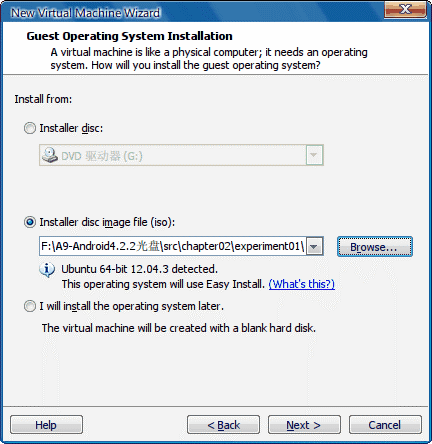 New Virtual Machine Wizard
Guest Operating System Installation
A virtual machine is like a physical computer; it needs an operating
system. How will you install the guest operating system?
Install from:
Installer disc:
DVD 驱动器 (G:)
Installer disc image file (iso):
F:\A9-Android4.2.2光盘\src\chapter02\experiment01\
Browse...
Ubuntu 64-bit 12.04.3 detected.
This operating system will use Easy Install. (What's this?)
I will install the operating system later.
The virtual machine will be created with a blank hard disk.
Help
< Back
Next >
Cancel